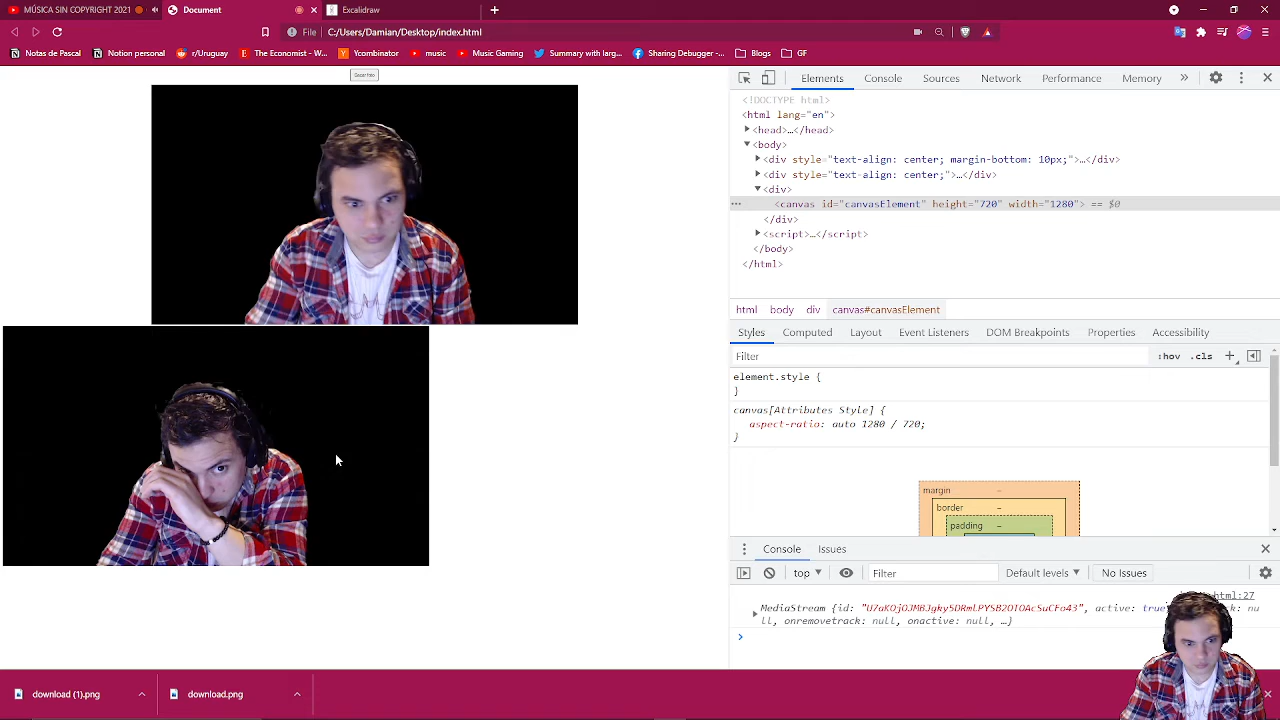 MÚSICA SIN COPYRIGHT 2021
Document
Excalidraw
File
C:/Users/Damian/Desktop/index.html
Notas de Pascal
Notion personal
r/Uruguay
The Economist - W...
Ycombinator
music
Music Gaming
Summary with larg...
Sharing Debugger -...
Blogs
GF
Sacar foto
Elements
Console
Sources
Network
Performance
Memory
<!DOCTYPE html>
<html lang="en">
<head>…</head>
<body>
<div style="text-align: center; margin-bottom: 10px;">…</div>
<div style="text-align: center;">…</div>
<div>
<canvas id="canvasElement" height="720" width="1280"> == $0
</div>
<script>…</script>
</body>
</html>
html body div canvas#canvasElement
Styles
Computed
Layout
Event Listeners
DOM Breakpoints
Properties
Accessibility
Filter
:hov .cls
element.style {
}
canvas[Attributes Style] {
aspect-ratio: auto 1280 / 720;
}
margin
–
border
–
padding
–
Console
Issues
top
Filter
Default levels
No Issues
html:27
active:
ll, onremovetrack: null, onactive: null, …}
download (1).png
download.png